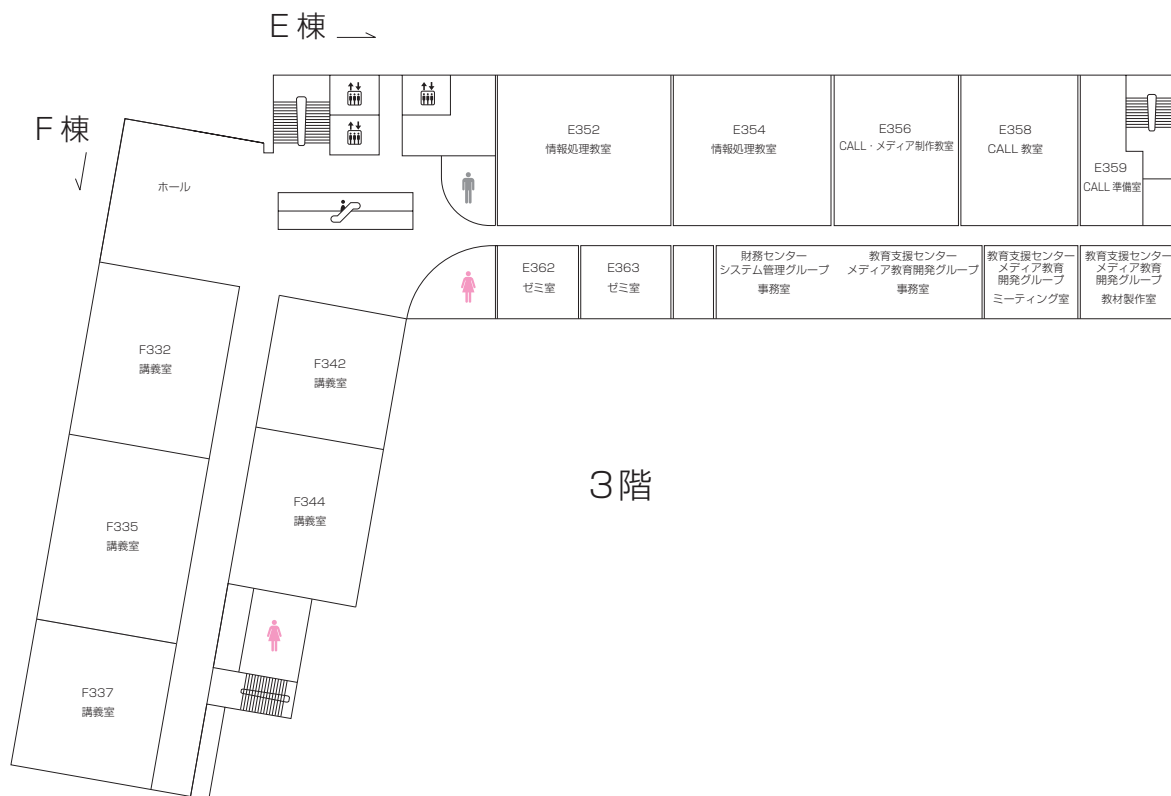 E棟
F棟
ホール
E352
情報処理教室
E354
情報処理教室
E356
CALL・メディア制作教室
E358
CALL 教室
E359
CALL 準備室
E362
ゼミ室
E363
ゼミ室
財務センター
システム管理グループ
事務室
教育支援センター
メディア教育開発グループ
事務室
教育支援センター
メディア教育
開発グループ
ミーティング室
教育支援センター
メディア教育
開発グループ
教材製作室
F332
講義室
F342
講義室
F335
講義室
F344
講義室
F337
講義室
3階